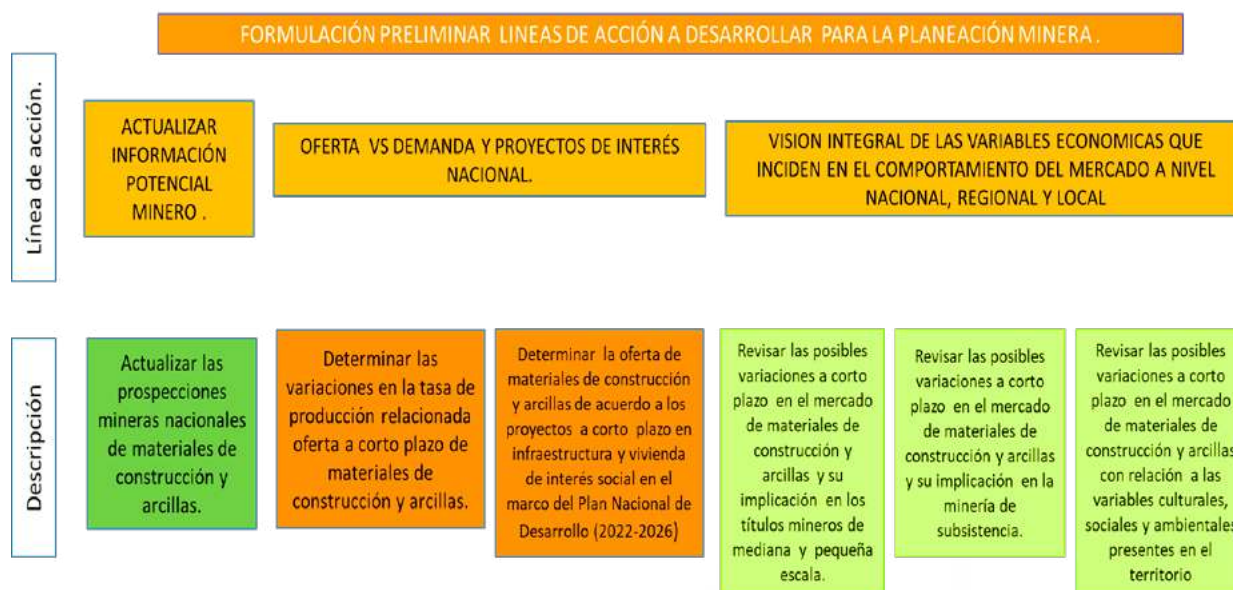 FORMULACIÓN PRELIMINAR LINEAS DE ACCIÓN A DESARROLLAR PARA LA PLANEACIÓN MINERA .
Línea de acción.
ACTUALIZAR
INFORMACIÓN
POTENCIAL
MINERO .
OFERTA VS DEMANDA Y PROYECTOS DE INTERÉS
NACIONAL.
VISION INTEGRAL DE LAS VARIABLES ECONOMICAS QUE
INCIDEN EN EL COMPORTAMIENTO DEL MERCADO A NIVEL
NACIONAL, REGIONAL Y LOCAL
Descripción
Actualizar las
prospecciones
mineras nacionales
de materiales de
construcción y
arcillas.
Determinar las
variaciones en la tasa de
producción relacionada
oferta a corto plazo de
materiales de
construcción y arcillas.
Determinar la oferta de
materiales de construcción
y arcillas de acuerdo a los
proyectos a corto plazo en
infraestructura y vivienda
de interés social en el
marco del Plan Nacional de
Desarrollo (2022-2026)
Revisar las posibles
variaciones a corto
plazo en el mercado
de materiales de
construcción y
arcillas y su
implicación en los
títulos mineros de
mediana y pequeña
escala.
Revisar las posibles
variaciones a corto
plazo en el mercado
de materiales de
construcción y arcillas
y su implicación en la
minería de
subsistencia.
Revisar las posibles
variaciones a corto
plazo en el mercado
de materiales de
construcción y arcillas
con relación a las
variables culturales,
sociales y ambientales
presentes en el
territorio